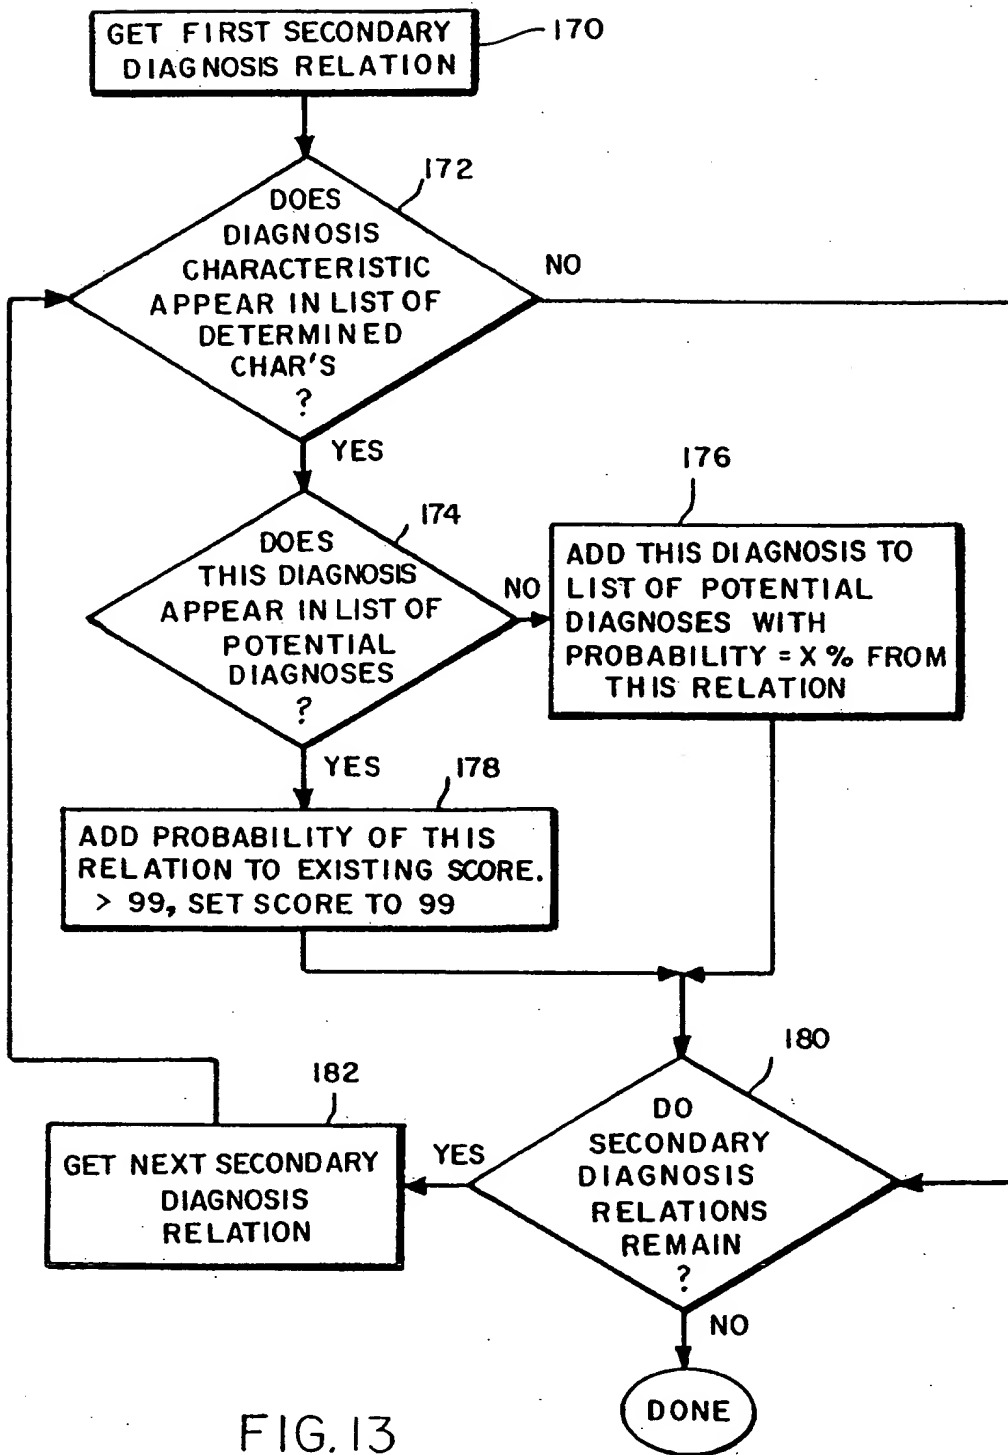 GET FIRST SECONDARY
DIAGNOSIS RELATION
170
172
DOES
DIAGNOSIS
CHARACTERISTIC
APPEAR IN LIST OF
DETERMINED
CHAR'S
?
NO
YES
174
DOES
THIS DIAGNOSIS
APPEAR IN LIST OF
POTENTIAL
DIAGNOSES
?
NO
176
ADD THIS DIAGNOSIS TO
LIST OF POTENTIAL
DIAGNOSES WITH
PROBABILITY = X % FROM
THIS RELATION
YES
178
ADD PROBABILITY OF THIS
RELATION TO EXISTING SCORE.
> 99, SET SCORE TO 99
180
DO
SECONDARY
DIAGNOSIS
RELATIONS
REMAIN
?
YES
182
GET NEXT SECONDARY
DIAGNOSIS
RELATION
NO
DONE
FIG. 13